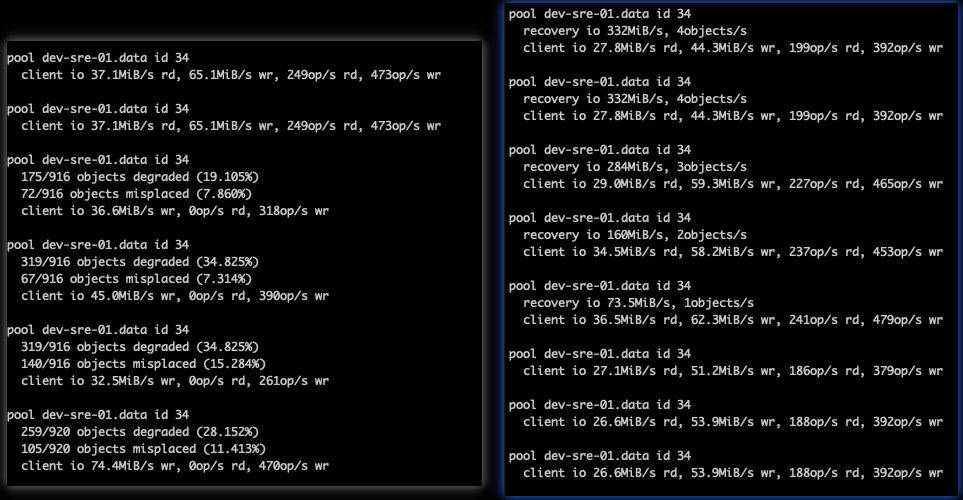 pool dev-sre-01.data id 34
client io 37.1MiB/s rd, 65.1MiB/s wr, 249op/s rd, 473op/s wr
pool dev-sre-01.data id 34
client io 37.1MiB/s rd, 65.1MiB/s wr, 249op/s rd, 473op/s wr
pool dev-sre-01.data id 34
175/916 objects degraded (19.105%)
72/916 objects misplaced (7.860%)
client io 36.6MiB/s wr, 0op/s rd, 318op/s wr
pool dev-sre-01.data id 34
319/916 objects degraded (34.825%)
67/916 objects misplaced (7.314%)
client io 45.0MiB/s wr, 0op/s rd, 390op/s wr
pool dev-sre-01.data id 34
319/916 objects degraded (34.825%)
140/916 objects misplaced (15.284%)
client io 32.5MiB/s wr, 0op/s rd, 261op/s wr
pool dev-sre-01.data id 34
259/920 objects degraded (28.152%)
105/920 objects misplaced (11.413%)
client io 74.4MiB/s wr, 0op/s rd, 470op/s wr
pool dev-sre-01.data id 34
recovery io 332MiB/s, 4objects/s
client io 27.8MiB/s rd, 44.3MiB/s wr, 199op/s rd, 392op/s wr
pool dev-sre-01.data id 34
recovery io 332MiB/s, 4objects/s
client io 27.8MiB/s rd, 44.3MiB/s wr, 199op/s rd, 392op/s wr
pool dev-sre-01.data id 34
recovery io 284MiB/s, 3objects/s
client io 29.0MiB/s rd, 59.3MiB/s wr, 227op/s rd, 465op/s wr
pool dev-sre-01.data id 34
recovery io 160MiB/s, 2objects/s
client io 34.5MiB/s rd, 58.2MiB/s wr, 237op/s rd, 453op/s wr
pool dev-sre-01.data id 34
recovery io 73.5MiB/s, 1objects/s
client io 36.5MiB/s rd, 62.3MiB/s wr, 241op/s rd, 479op/s wr
pool dev-sre-01.data id 34
client io 27.1MiB/s rd, 51.2MiB/s wr, 186op/s rd, 379op/s wr
pool dev-sre-01.data id 34
client io 26.6MiB/s rd, 53.9MiB/s wr, 188op/s rd, 392op/s wr
pool dev-sre-01.data id 34
client io 26.6MiB/s rd, 53.9MiB/s wr, 188op/s rd, 392op/s wr